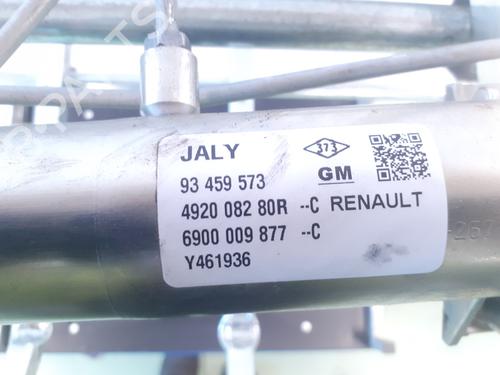 JALY
373
93 459 573
GM
4920 082 80R --C RENAULT
6900 009 877 --C
Y461936